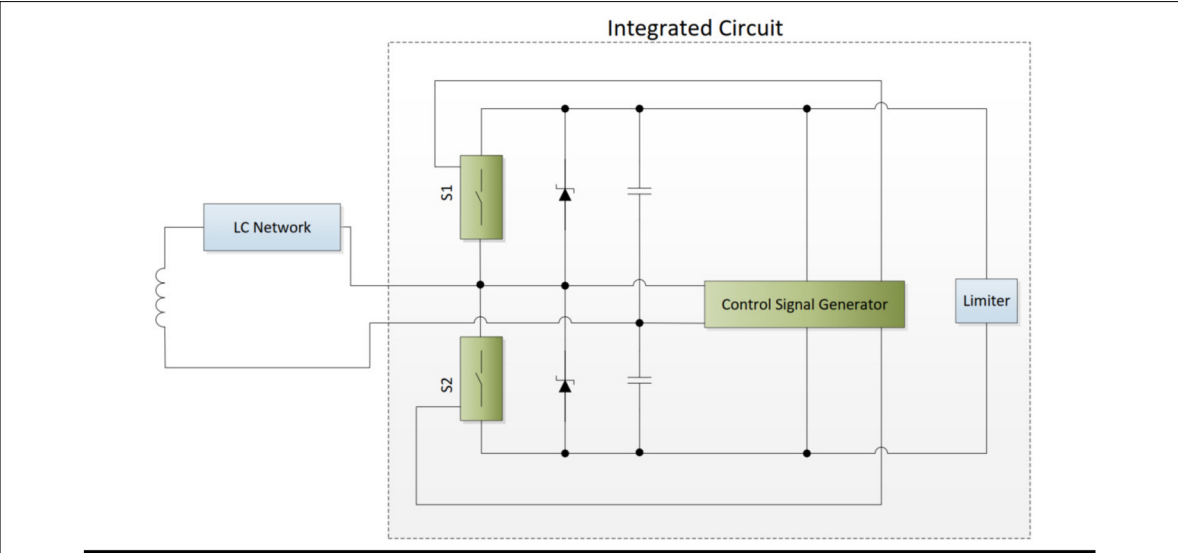 Integrated Circuit
S1
LC Network
Control Signal Generator
Limiter
S2